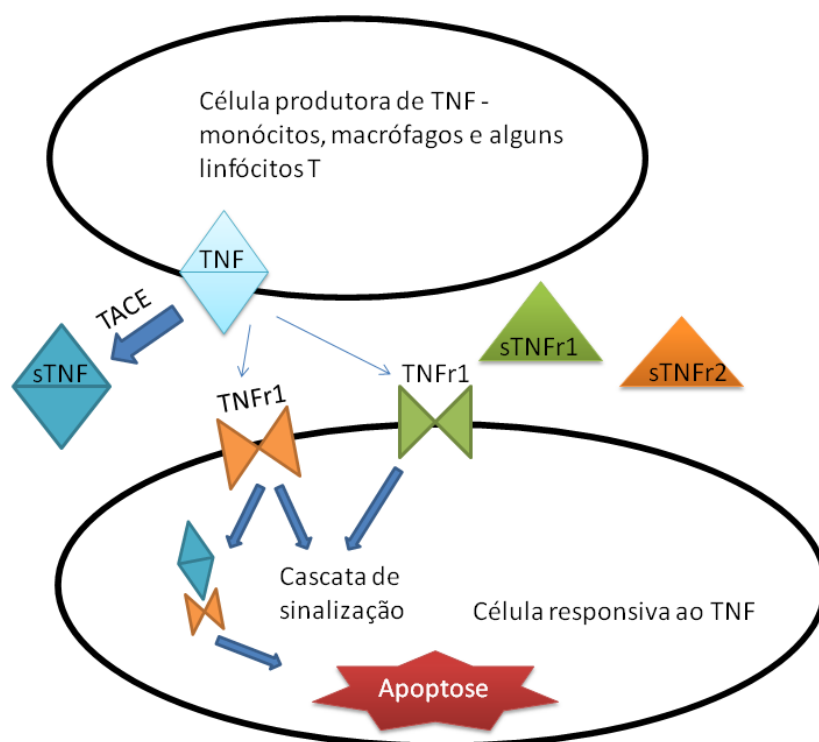 Célula produtora de TNF -
monócitos, macrófagos e alguns
linfócitos T
TNF
TACE
sTNF
sTNFr1
sTNFr2
TNFr1
TNFr1
Cascata de
sinalização
Célula responsiva ao TNF
Apoptose